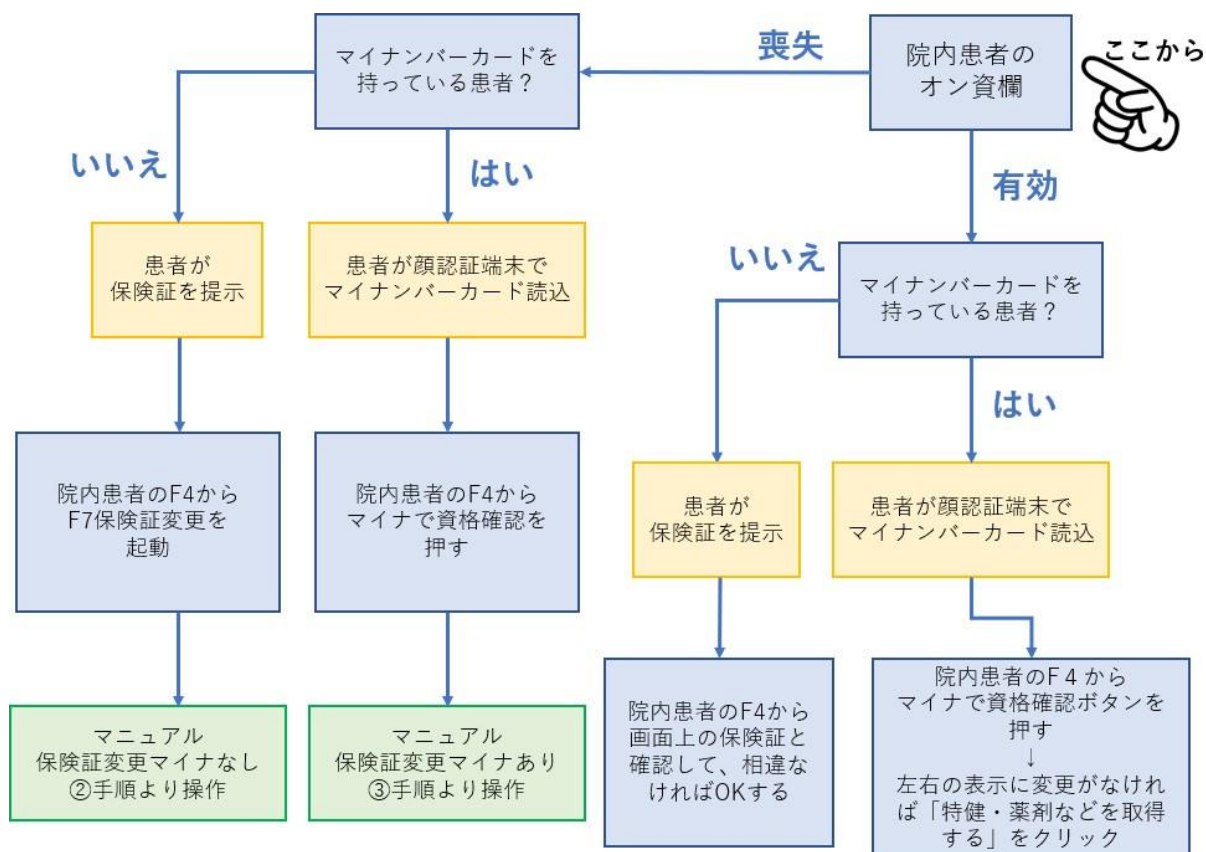 ここから
院内患者の
オン資欄
喪失
マイナンバーカードを
持っている患者？
いいえ
はい
有効
患者が
保険証を提示
患者が顔認証端末で
マイナンバーカード読込
いいえ
マイナンバーカードを
持っている患者？
はい
院内患者のF4から
F7保険証変更を
起動
院内患者のF4から
マイナで資格確認を
押す
患者が
保険証を提示
患者が顔認証端末で
マイナンバーカード読込
マニュアル
保険証変更マイナなし
②手順より操作
マニュアル
保険証変更マイナあり
③手順より操作
院内患者のF4から
画面上の保険証と
確認して、相違な
ければOKする
院内患者のF４から
マイナで資格確認ボタンを
押す
↓
左右の表示に変更がなけれ
ば「特健・薬剤などを取得
する」をクリック